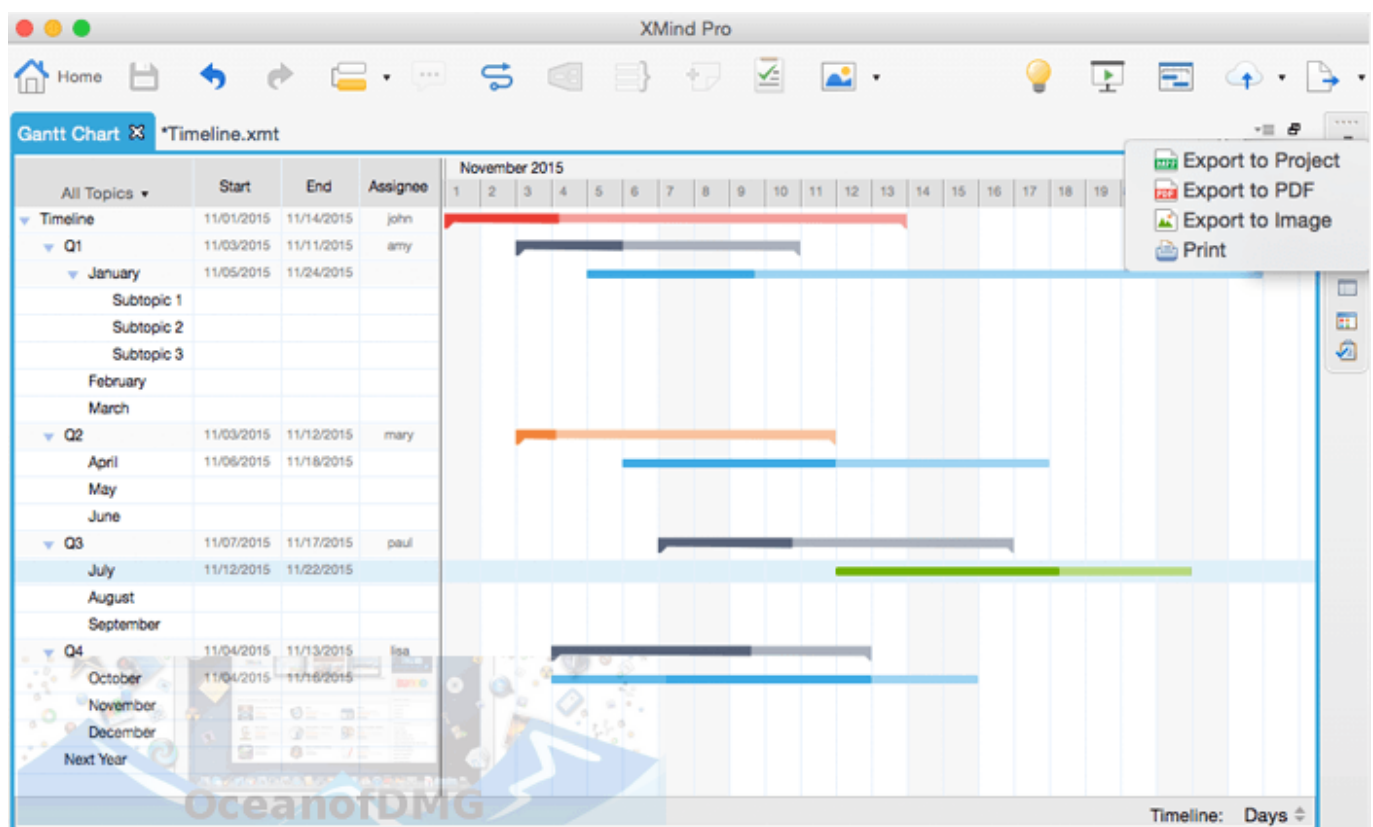 XMind Pro
Home
Gantt Chart *Timeline.xmt
Export to Project
Export to PDF
Export to Image
Print
November 2015
All Topics Start End Assignee 1 2 3 4 5 6 7 8 9 10 11 12 13 14 15 16 17 18 19
Timeline 11/01/2015 11/14/2015 john
Q1 11/03/2015 11/11/2015 amy
January 11/05/2015 11/24/2015
Subtopic 1
Subtopic 2
Subtopic 3
February
March
Q2 11/03/2015 11/12/2015 mary
April 11/06/2015 11/18/2015
May
June
Q3 11/07/2015 11/17/2015 paul
July 11/12/2015 11/22/2015
August
September
Q4 11/04/2015 11/13/2015 lisa
October 11/04/2015 11/16/2015
November
December
Next Year
OceanofDMG
Timeline: Days